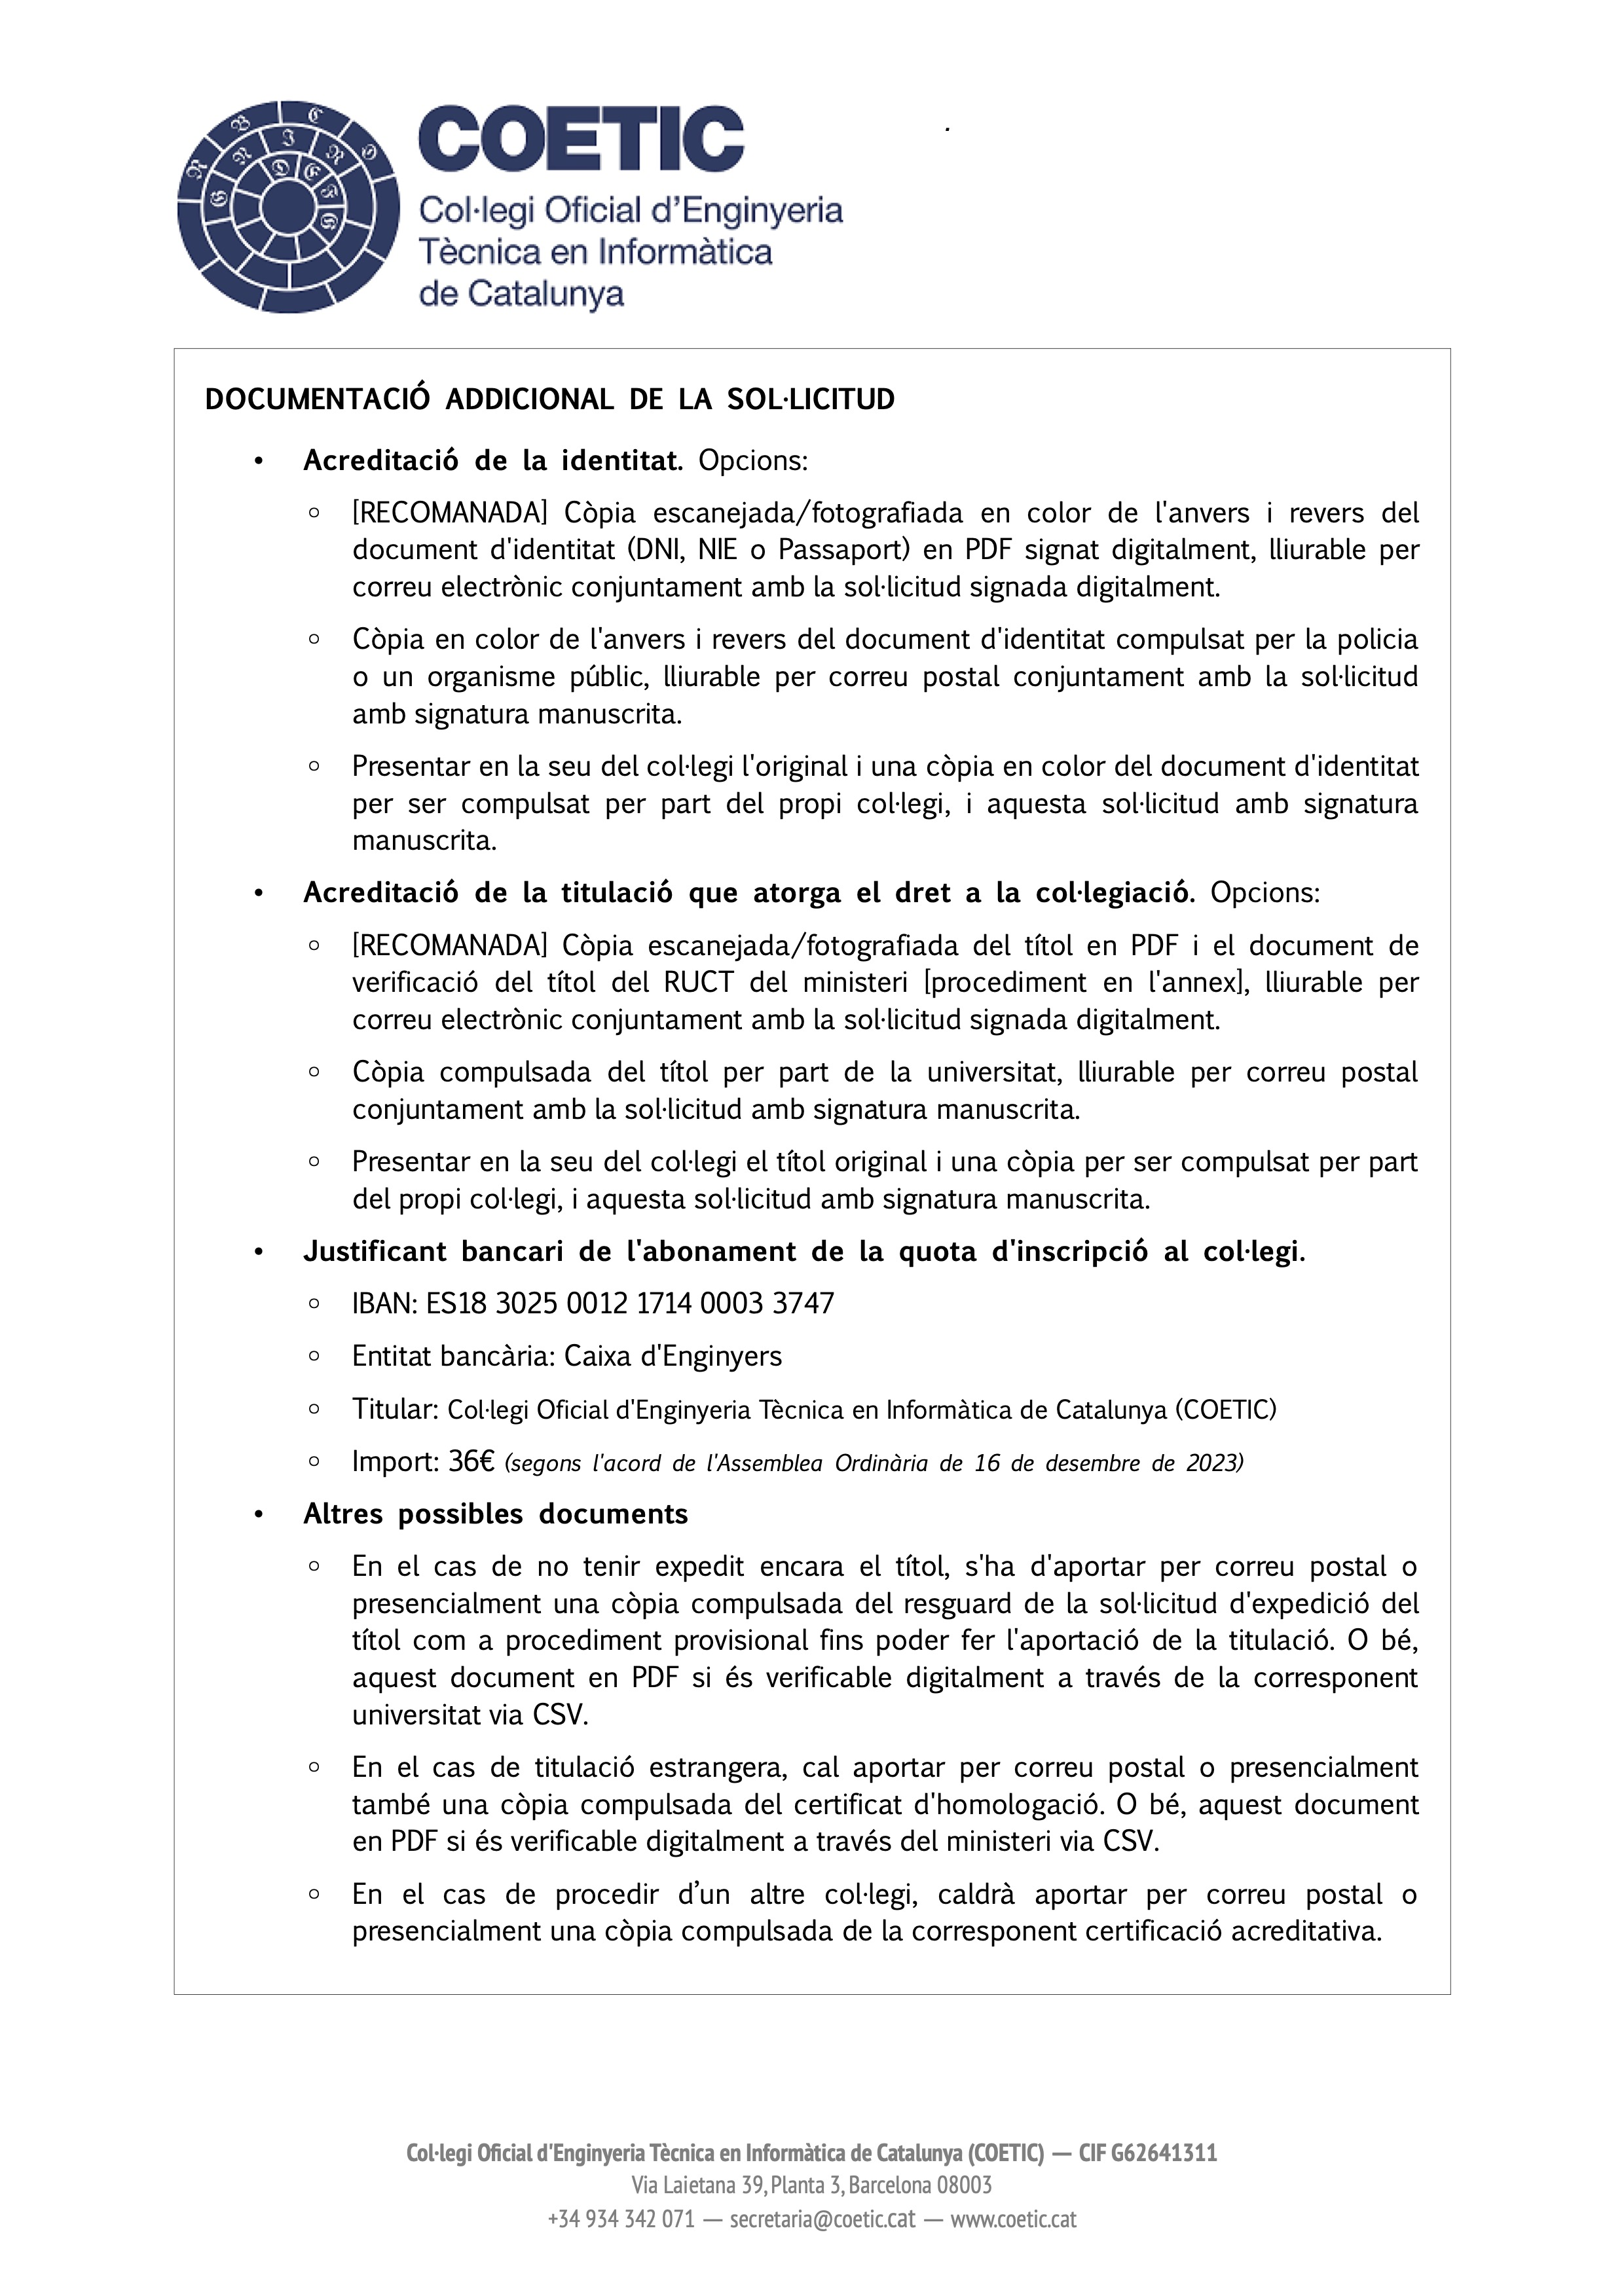 COETIC
Col·legi Oficial d’Enginyeria
Tècnica en Informàtica
de Catalunya
.
DOCUMENTACIÓ ADDICIONAL DE LA SOL·LICITUD
• Acreditació de la identitat. Opcions:
◦ [RECOMANADA] Còpia escanejada/fotografiada en color de l'anvers i revers del
document d'identitat (DNI, NIE o Passaport) en PDF signat digitalment, lliurable per
correu electrònic conjuntament amb la sol·licitud signada digitalment.
◦ Còpia en color de l'anvers i revers del document d'identitat compulsat per la policia
o un organisme públic, lliurable per correu postal conjuntament amb la sol·licitud
amb signatura manuscrita.
◦ Presentar en la seu del col·legi l'original i una còpia en color del document d'identitat
per ser compulsat per part del propi col·legi, i aquesta sol·licitud amb signatura
manuscrita.
• Acreditació de la titulació que atorga el dret a la col·legiació. Opcions:
◦ [RECOMANADA] Còpia escanejada/fotografiada del títol en PDF i el document de
verificació del títol del RUCT del ministeri [procediment en l'annex], lliurable per
correu electrònic conjuntament amb la sol·licitud signada digitalment.
◦ Còpia compulsada del títol per part de la universitat, lliurable per correu postal
conjuntament amb la sol·licitud amb signatura manuscrita.
◦ Presentar en la seu del col·legi el títol original i una còpia per ser compulsat per part
del propi col·legi, i aquesta sol·licitud amb signatura manuscrita.
• Justificant bancari de l'abonament de la quota d'inscripció al col·legi.
◦ IBAN: ES18 3025 0012 1714 0003 3747
◦ Entitat bancària: Caixa d'Enginyers
◦ Titular: Col·legi Oficial d'Enginyeria Tècnica en Informàtica de Catalunya (COETIC)
◦ Import: 36€ (segons l'acord de l'Assemblea Ordinària de 16 de desembre de 2023)
• Altres possibles documents
◦ En el cas de no tenir expedit encara el títol, s'ha d'aportar per correu postal o
presencialment una còpia compulsada del resguard de la sol·licitud d'expedició del
títol com a procediment provisional fins poder fer l'aportació de la titulació. O bé,
aquest document en PDF si és verificable digitalment a través de la corresponent
universitat via CSV.
◦ En el cas de titulació estrangera, cal aportar per correu postal o presencialment
també una còpia compulsada del certificat d'homologació. O bé, aquest document
en PDF si és verificable digitalment a través del ministeri via CSV.
◦ En el cas de procedir d’un altre col·legi, caldrà aportar per correu postal o
presencialment una còpia compulsada de la corresponent certificació acreditativa.
Col·legi Oficial d'Enginyeria Tècnica en Informàtica de Catalunya (COETIC) — CIF G62641311
Via Laietana 39, Planta 3, Barcelona 08003
+34 934 342 071 — secretaria@coetic.cat — www.coetic.cat